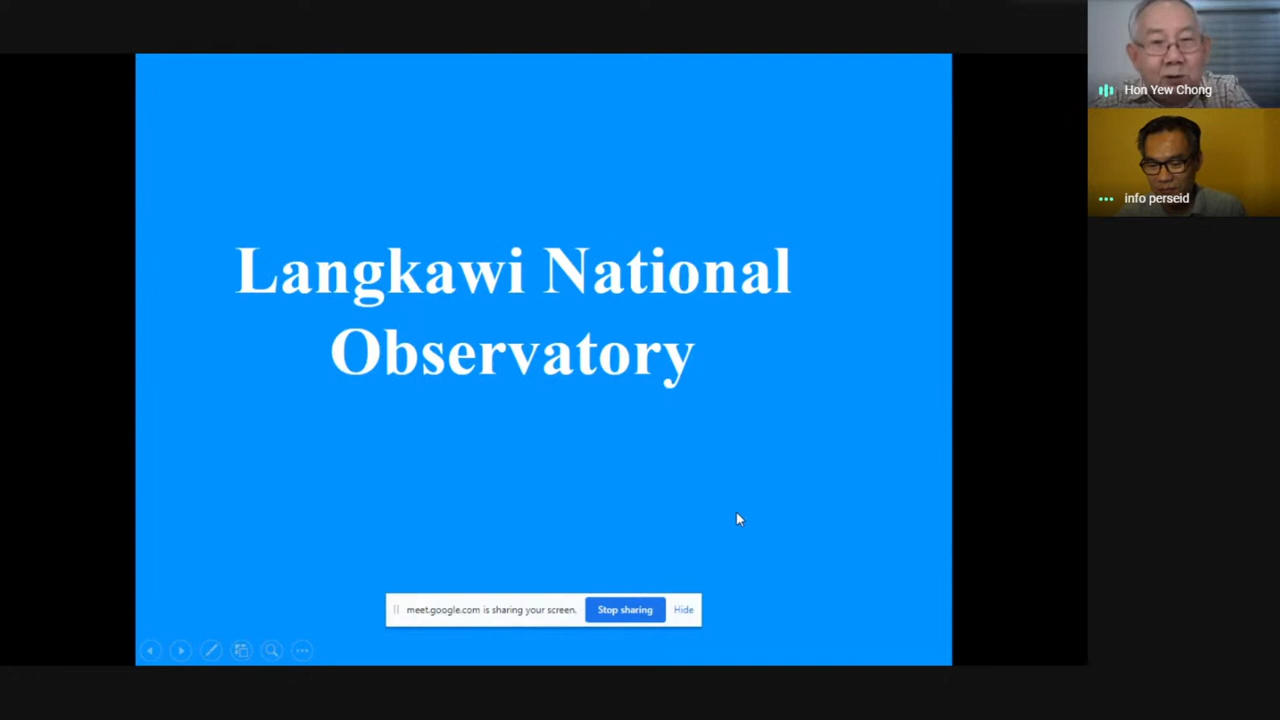 Langkawi National
Observatory
Hon Yew Chong
info perseid
meet.google.com is sharing your screen.
Stop sharing
Hide